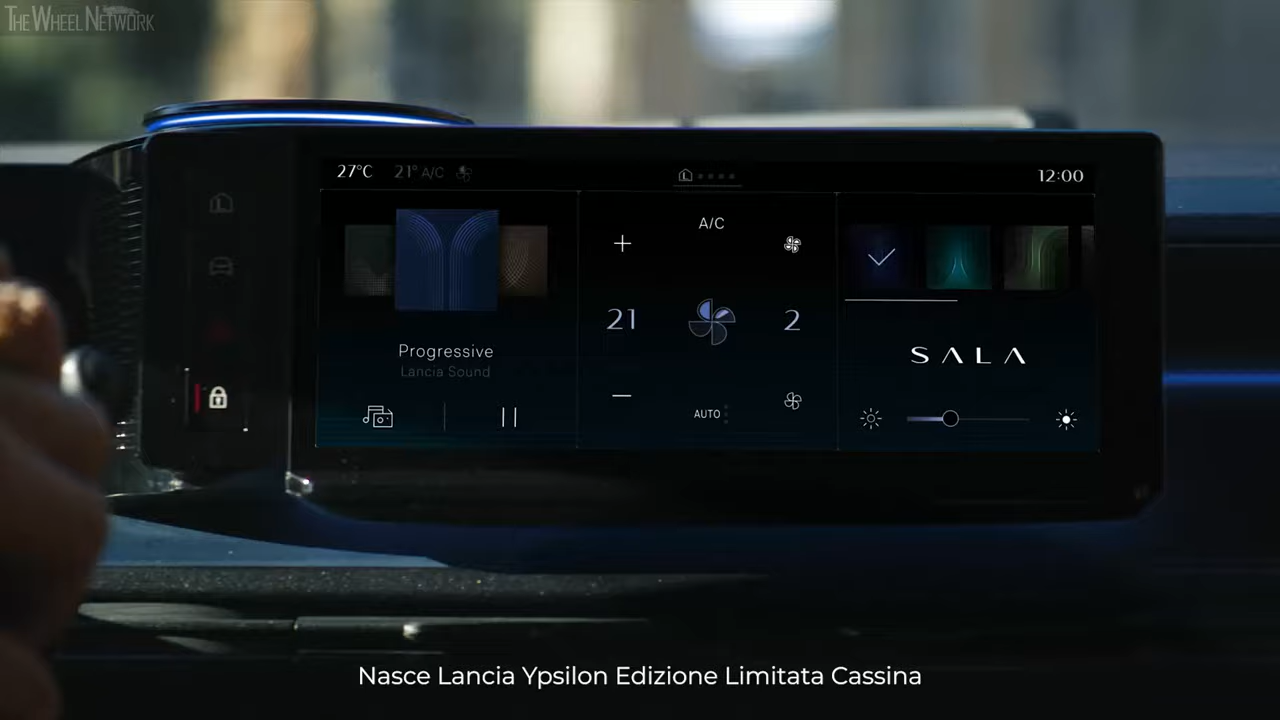 THE WHEEL NETWORK
27°C 21° A/C 12:00
A/C
21 2
Progressive
Lancia Sound
SALA
AUTO
Nasce Lancia Ypsilon Edizione Limitata Cassina